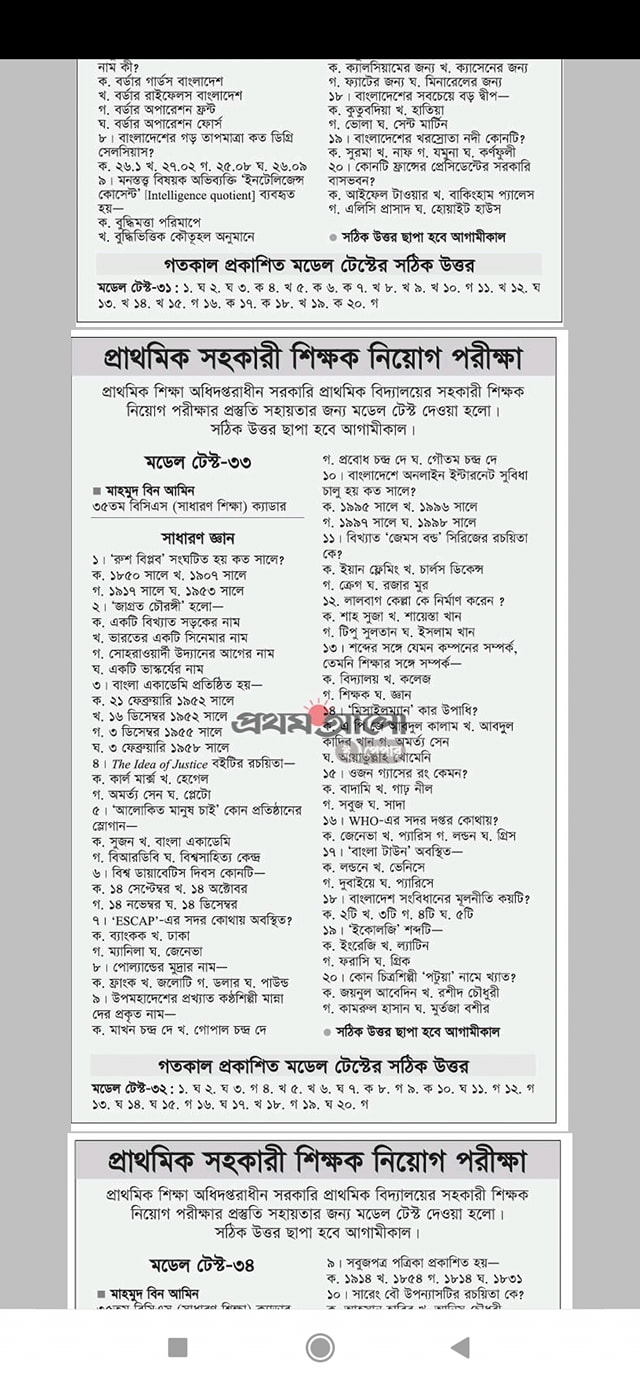 নাম কী?
ক. বর্ডার গার্ডস বাংলাদেশ
খ. বর্ডার রাইফেলস বাংলাদেশ
গ. বর্ডার অপারেশন ফ্রন্ট
ঘ. বর্ডার অপারেশন ফোর্স
৮। বাংলাদেশের গড় তাপমাত্রা কত ডিগ্রি
সেলসিয়াস?
ক. ২৬.১ খ. ২৭.০২ গ. ২৫.০৮ ঘ. ২৬.০৯
৯। মনস্তত্ত্ব বিষয়ক অভিব্যক্তি ‘ইনটেলিজেন্স
কোসেন্ট’ [Intelligence quotient] ব্যবহৃত
হয়—
ক. বুদ্ধিমত্তা পরিমাপে
খ. বুদ্ধিভিত্তিক কৌতূহল অনুমানে
ক. ক্যালসিয়ামের জন্য খ. ক্যাসেনের জন্য
গ. ফ্যাটের জন্য ঘ. মিনারেলের জন্য
১৮। বাংলাদেশের সবচেয়ে বড় দ্বীপ—
ক. কুতুবদিয়া খ. হাতিয়া
গ. ভোলা ঘ. সেন্ট মার্টিন
১৯। বাংলাদেশের খরস্রোতা নদী কোনটি?
ক. সুরমা খ. নাফ গ. যমুনা ঘ. কর্ণফুলী
২০। কোনটি ফ্রান্সের প্রেসিডেন্টের সরকারি
বাসভবন?
ক. আইফেল টাওয়ার খ. বাকিংহাম প্যালেস
গ. এলিসি প্রাসাদ ঘ. হোয়াইট হাউস
● সঠিক উত্তর ছাপা হবে আগামীকাল
গতকাল প্রকাশিত মডেল টেস্টের সঠিক উত্তর
মডেল টেস্ট-৩১ : ১. ঘ ২. ঘ ৩. ক ৪. খ ৫. ক ৬. ক ৭. খ ৮. খ ৯. খ ১০. গ ১১. খ ১২. ঘ
১৩. খ ১৪. খ ১৫. গ ১৬. ক ১৭. ক ১৮. খ ১৯. ক ২০. গ
প্রাথমিক সহকারী শিক্ষক নিয়োগ পরীক্ষা
প্রাথমিক শিক্ষা অধিদপ্তরাধীন সরকারি প্রাথমিক বিদ্যালয়ের সহকারী শিক্ষক
নিয়োগ পরীক্ষার প্রস্তুতি সহায়তার জন্য মডেল টেস্ট দেওয়া হলো।
সঠিক উত্তর ছাপা হবে আগামীকাল।
মডেল টেস্ট-৩৩
■ মাহমুদ বিন আমিন
৩৫তম বিসিএস (সাধারণ শিক্ষা) ক্যাডার
সাধারণ জ্ঞান
১। ‘রুশ বিপ্লব’ সংঘটিত হয় কত সালে?
ক. ১৮৫০ সালে খ. ১৯০৭ সালে
গ. ১৯১৭ সালে ঘ. ১৯৫৩ সালে
২। ‘জাগ্রত চৌরঙ্গী’ হলো—
ক. একটি বিখ্যাত সড়কের নাম
খ. ভারতের একটি সিনেমার নাম
গ. সোহরাওয়ার্দী উদ্যানের আগের নাম
ঘ. একটি ভাস্কর্যের নাম
৩। বাংলা একাডেমি প্রতিষ্ঠিত হয়—
ক. ২১ ফেব্রুয়ারি ১৯৫২ সালে
খ. ১৬ ডিসেম্বর ১৯৫২ সালে
গ. ৩ ডিসেম্বর ১৯৫৫ সালে
ঘ. ৩ ফেব্রুয়ারি ১৯৫৮ সালে
৪। The Idea of Justice বইটির রচয়িতা—
ক. কার্ল মার্ক্স খ. হেগেল
গ. অমর্ত্য সেন ঘ. প্লেটো
৫। ‘আলোকিত মানুষ চাই’ কোন প্রতিষ্ঠানের
স্লোগান—
ক. সুজন খ. বাংলা একাডেমি
গ. বিআরডিবি ঘ. বিশ্বসাহিত্য কেন্দ্র
৬। বিশ্ব ডায়াবেটিস দিবস কোনটি—
ক. ১৪ সেপ্টেম্বর খ. ১৪ অক্টোবর
গ. ১৪ নভেম্বর ঘ. ১৪ ডিসেম্বর
৭। ‘ESCAP’-এর সদর কোথায় অবস্থিত?
ক. ব্যাংকক খ. ঢাকা
গ. ম্যানিলা ঘ. জেনেভা
৮। পোল্যান্ডের মুদ্রার নাম—
ক. ফ্রাংক খ. জলোটি গ. ডলার ঘ. পাউন্ড
৯। উপমহাদেশের প্রখ্যাত কণ্ঠশিল্পী মান্না
দের প্রকৃত নাম—
ক. মাখন চন্দ্র দে খ. গোপাল চন্দ্র দে
গ. প্রবোধ চন্দ্র দে ঘ. গৌতম চন্দ্র দে
১০। বাংলাদেশে অনলাইন ইন্টারনেট সুবিধা
চালু হয় কত সালে?
ক. ১৯৯৫ সালে খ. ১৯৯৬ সালে
গ. ১৯৯৭ সালে ঘ. ১৯৯৮ সালে
১১। বিখ্যাত ‘জেমস বন্ড’ সিরিজের রচয়িতা
কে?
ক. ইয়ান ফ্লেমিং খ. চার্লস ডিকেন্স
গ. ক্রেগ ঘ. রজার মুর
১২. লালবাগ কেল্লা কে নির্মাণ করেন ?
ক. শাহ সুজা খ. শায়েস্তা খান
গ. টিপু সুলতান ঘ. ইসলাম খান
১৩। শব্দের সঙ্গে যেমন কম্পনের সম্পর্ক,
তেমনি শিক্ষার সঙ্গে সম্পর্ক—
ক. বিদ্যালয় খ. কলেজ
গ. শিক্ষক ঘ. জ্ঞান
১৪। ‘মিসাইলম্যান’ কার উপাধি?
ক. এ পি জে আবদুল কালাম খ. আবদুল
কাদির খান গ. অমর্ত্য সেন
ঘ. আয়াতুল্লাহ খোমেনি
প্রথম আলো
১৫। ওজন গ্যাসের রং কেমন?
ক. বাদামি খ. গাঢ় নীল
গ. সবুজ ঘ. সাদা
১৬। WHO-এর সদর দপ্তর কোথায়?
ক. জেনেভা খ. প্যারিস গ. লন্ডন ঘ. গ্রিস
১৭। ‘বাংলা টাউন’ অবস্থিত—
ক. লন্ডনে খ. ভেনিসে
গ. দুবাইয়ে ঘ. প্যারিসে
১৮। বাংলাদেশ সংবিধানের মূলনীতি কয়টি?
ক. ২টি খ. ৩টি গ. ৪টি ঘ. ৫টি
১৯। ‘ইকোলজি’ শব্দটি—
ক. ইংরেজি খ. ল্যাটিন
গ. ফরাসি ঘ. গ্রিক
২০। কোন চিত্রশিল্পী ‘পটুয়া’ নামে খ্যাত?
ক. জয়নুল আবেদিন খ. রশীদ চৌধুরী
গ. কামরুল হাসান ঘ. মুর্তজা বশীর
● সঠিক উত্তর ছাপা হবে আগামীকাল
গতকাল প্রকাশিত মডেল টেস্টের সঠিক উত্তর
মডেল টেস্ট-৩২ : ১. ঘ ২. ঘ ৩. গ ৪. খ ৫. খ ৬. ঘ ৭. ক ৮. গ ৯. ক ১০. ঘ ১১. গ ১২. গ
১৩. ঘ ১৪. ঘ ১৫. গ ১৬. ঘ ১৭. খ ১৮. গ ১৯. ঘ ২০. গ
প্রাথমিক সহকারী শিক্ষক নিয়োগ পরীক্ষা
প্রাথমিক শিক্ষা অধিদপ্তরাধীন সরকারি প্রাথমিক বিদ্যালয়ের সহকারী শিক্ষক
নিয়োগ পরীক্ষার প্রস্তুতি সহায়তার জন্য মডেল টেস্ট দেওয়া হলো।
সঠিক উত্তর ছাপা হবে আগামীকাল।
মডেল টেস্ট-৩৪
■ মাহমুদ বিন আমিন
৩৫তম বিসিএস (সাধারণ শিক্ষা) ক্যাডার
৯। সবুজপত্র পত্রিকা প্রকাশিত হয়—
ক. ১৯১৪ খ. ১৮৫৪ গ. ১৮১৪ ঘ. ১৮৩১
১০। সারেং বৌ উপন্যাসটির রচয়িতা কে?